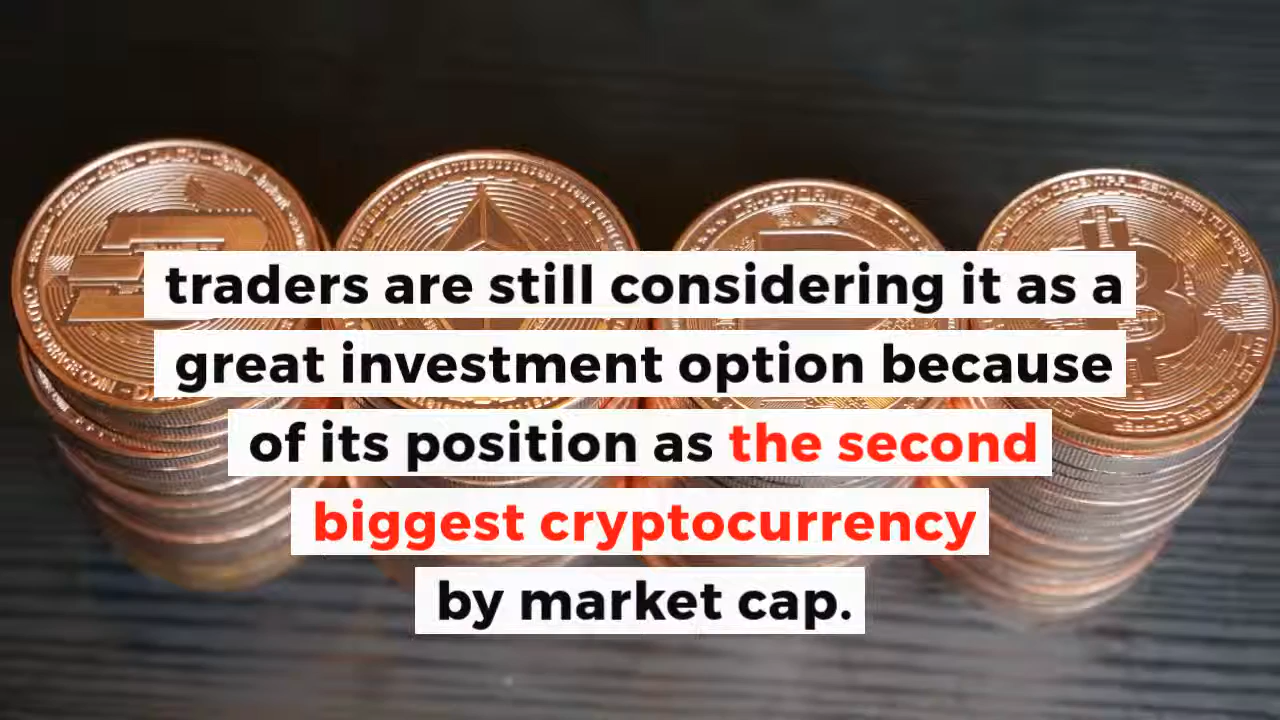 traders are still considering it as a
great investment option because
of its position as the second
biggest cryptocurrency
by market cap.